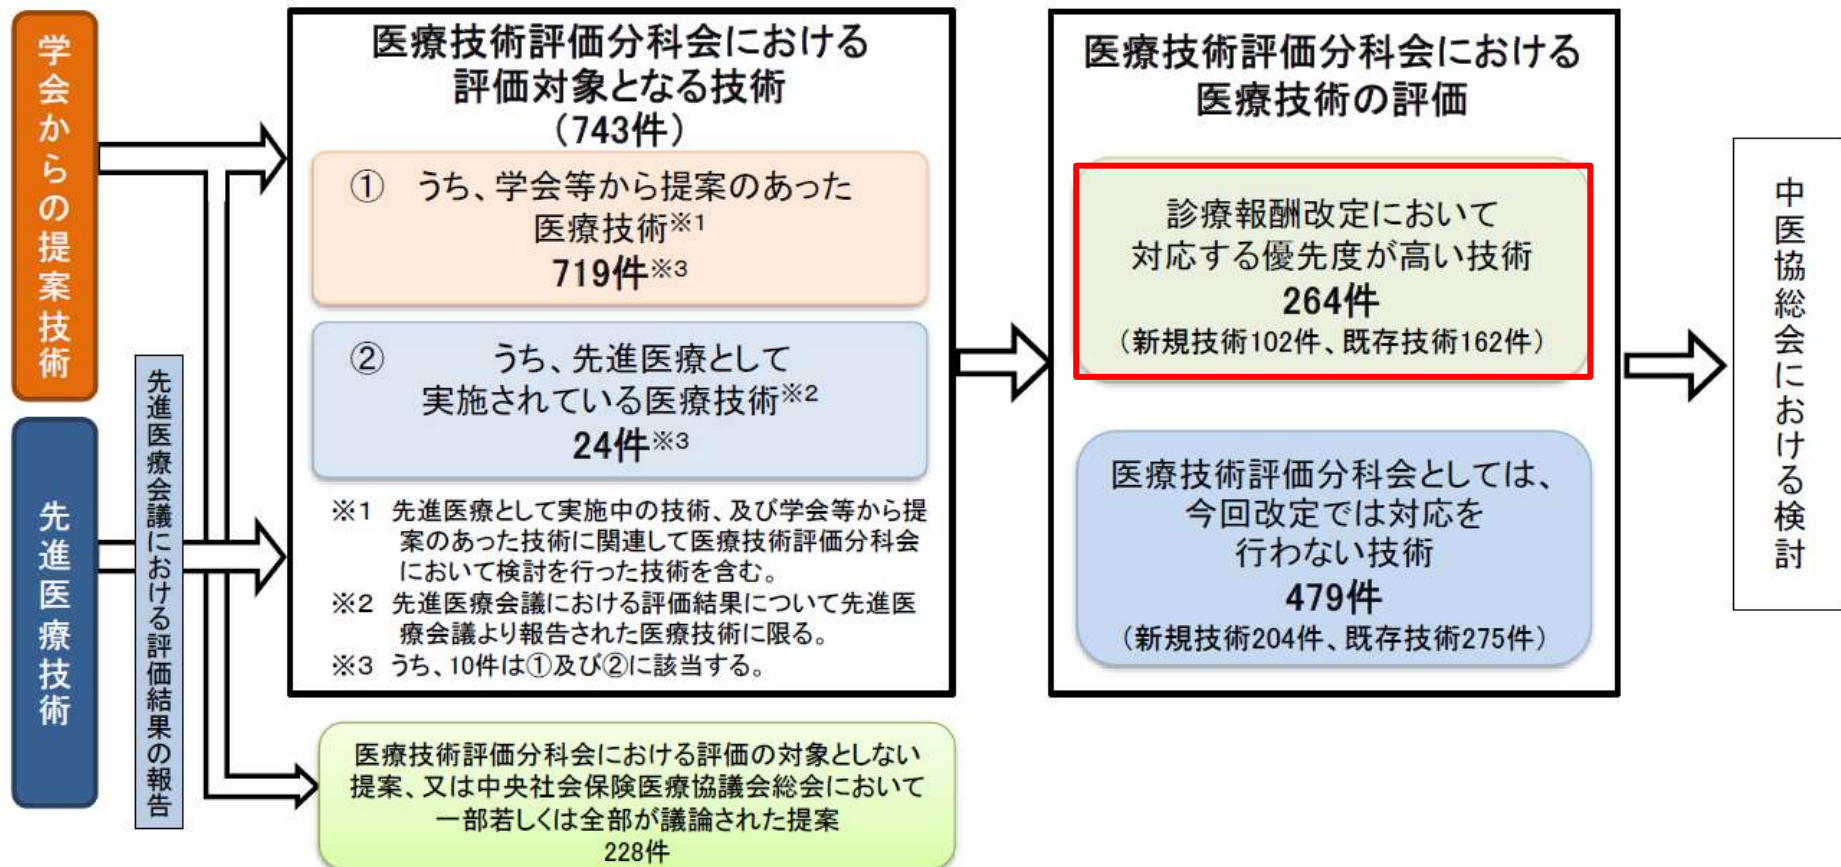 学会からの提案技術
先進医療技術
先進医療会議における評価結果の報告
医療技術評価分科会における
評価対象となる技術
（743件）
① うち、学会等から提案のあった
医療技術※1
719件※3
② うち、先進医療として
実施されている医療技術※2
24件※3
※1 先進医療として実施中の技術、及び学会等から提
案のあった技術に関連して医療技術評価分科会
において検討を行った技術を含む。
※2 先進医療会議における評価結果について先進医
療会議より報告された医療技術に限る。
※3 うち、10件は①及び②に該当する。
医療技術評価分科会における評価の対象としない
提案、又は中央社会保険医療協議会総会において
一部若しくは全部が議論された提案
228件
医療技術評価分科会における
医療技術の評価
診療報酬改定において
対応する優先度が高い技術
264件
（新規技術102件、既存技術162件）
医療技術評価分科会としては、
今回改定では対応を
行わない技術
479件
（新規技術204件、既存技術275件）
中医協総会における検討